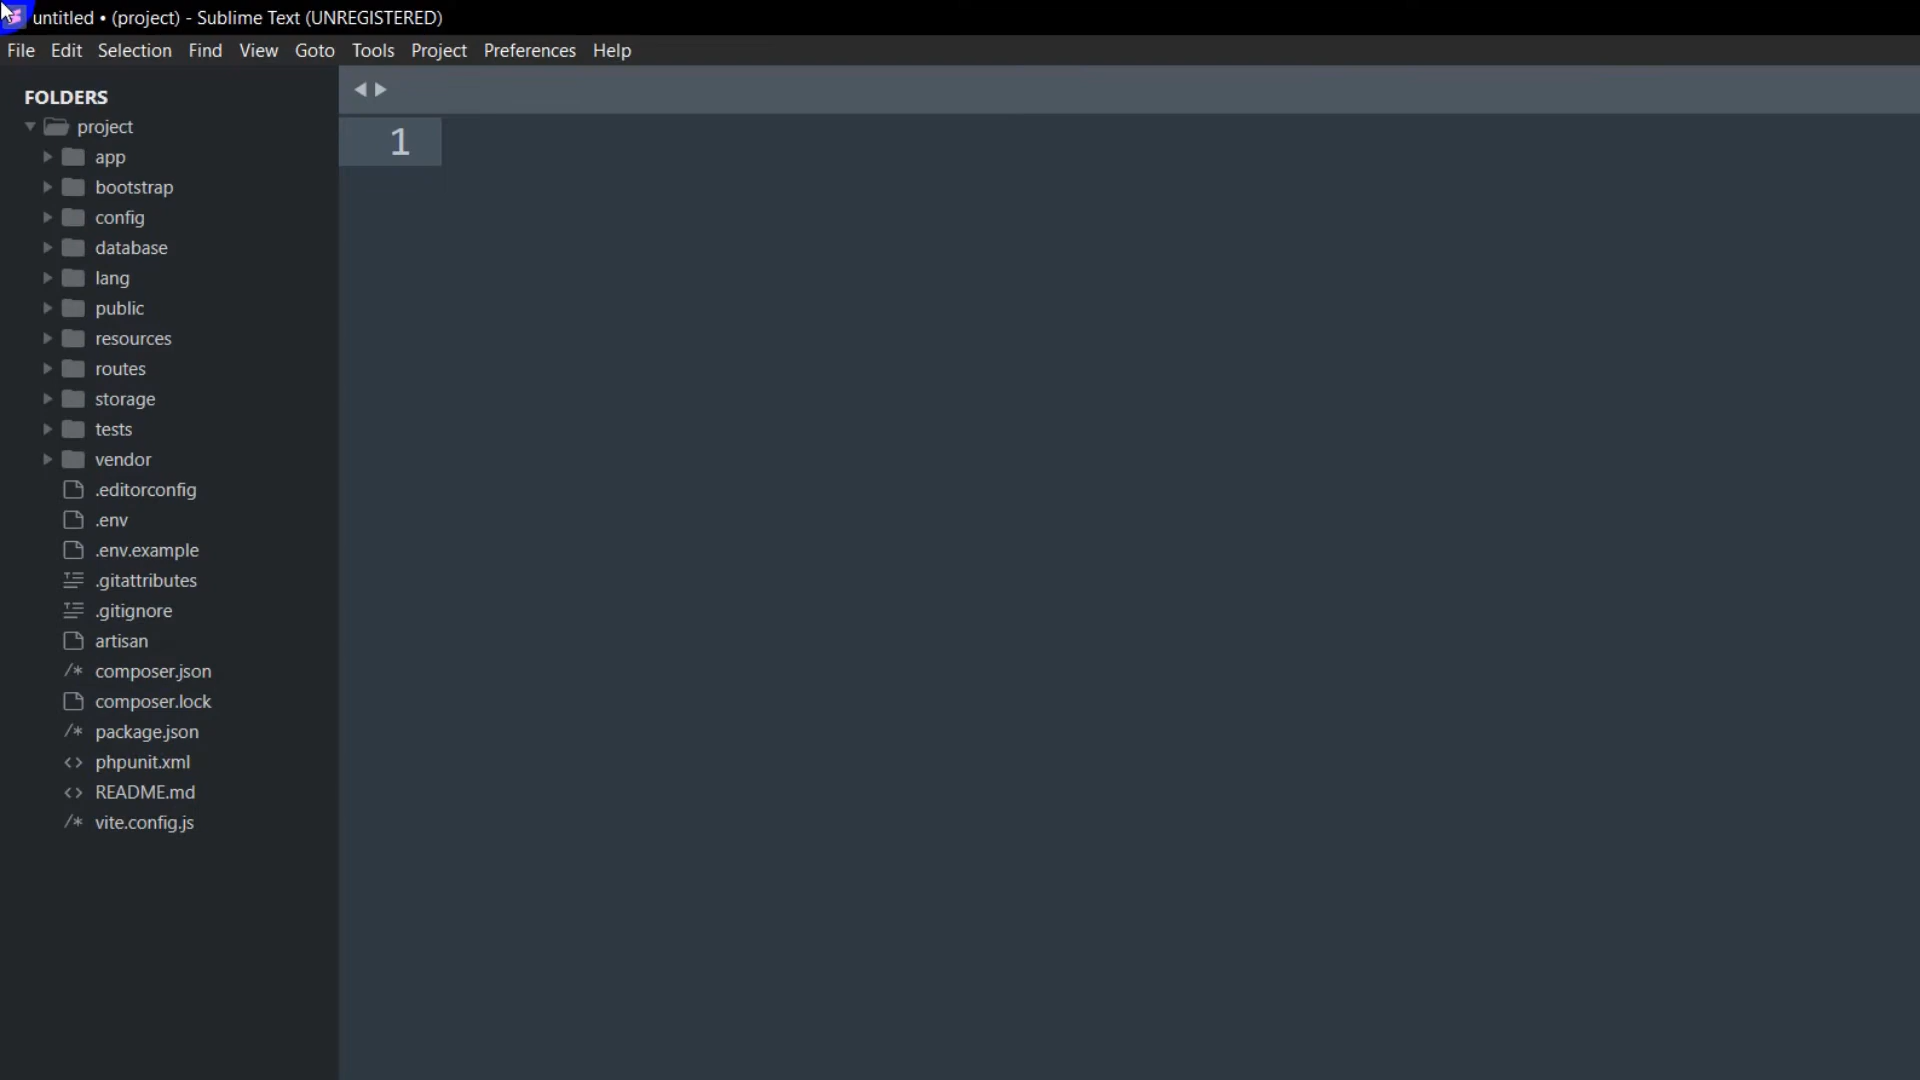 untitled • (project) - Sublime Text (UNREGISTERED)
File Edit Selection Find View Goto Tools Project Preferences Help
FOLDERS
project
1
app
bootstrap
config
database
lang
public
resources
routes
storage
tests
vendor
.editorconfig
.env
.env.example
.gitattributes
.gitignore
artisan
/* composer.json
composer.lock
/* package.json
<> phpunit.xml
<> README.md
/* vite.config.js